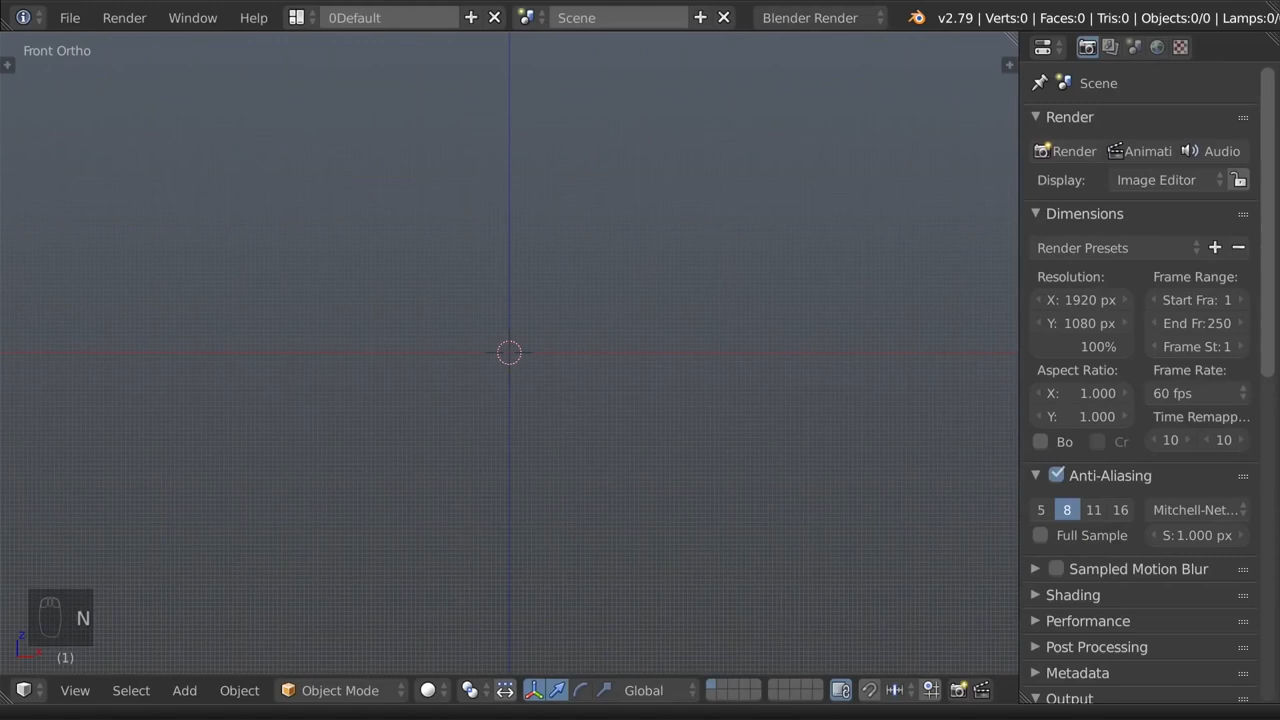 File Render Window Help 0Default Scene Blender Render v2.79 | Verts:0 | Faces:0 | Tris:0 | Objects:0/0 | Lamps:0/
Front Ortho
Scene
Render
Render Animati Audio
Display: Image Editor
Dimensions
Render Presets
Resolution: Frame Range:
X: 1920 px Start Fra: 1
Y: 1080 px End Fr:250
100% Frame St: 1
Aspect Ratio: Frame Rate:
X: 1.000 60 fps
Y: 1.000 Time Remapp...
Bo Cr 10 10
Anti-Aliasing
5 8 11 16 Mitchell-Net...
Full Sample S: 1.000 px
Sampled Motion Blur
Shading
Performance
Post Processing
Metadata
Output
N
z
x
(1)
View Select Add Object Object Mode Global